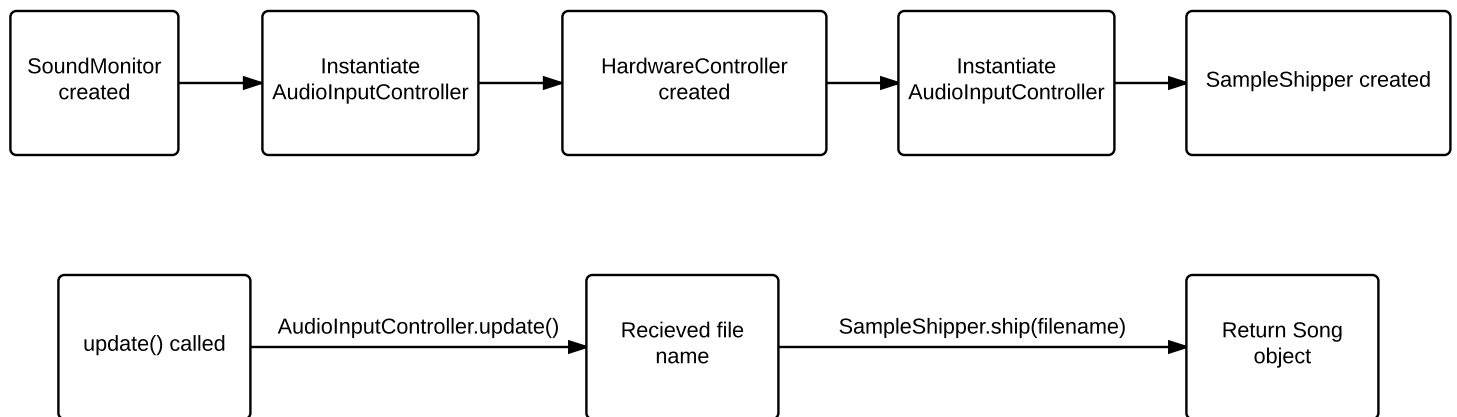 SoundMonitor
created
Instantiate
AudioInputController
HardwareController
created
Instantiate
AudioInputController
SampleShipper created
update() called
AudioInputController.update()
Recieved file
name
SampleShipper.ship(filename)
Return Song
object